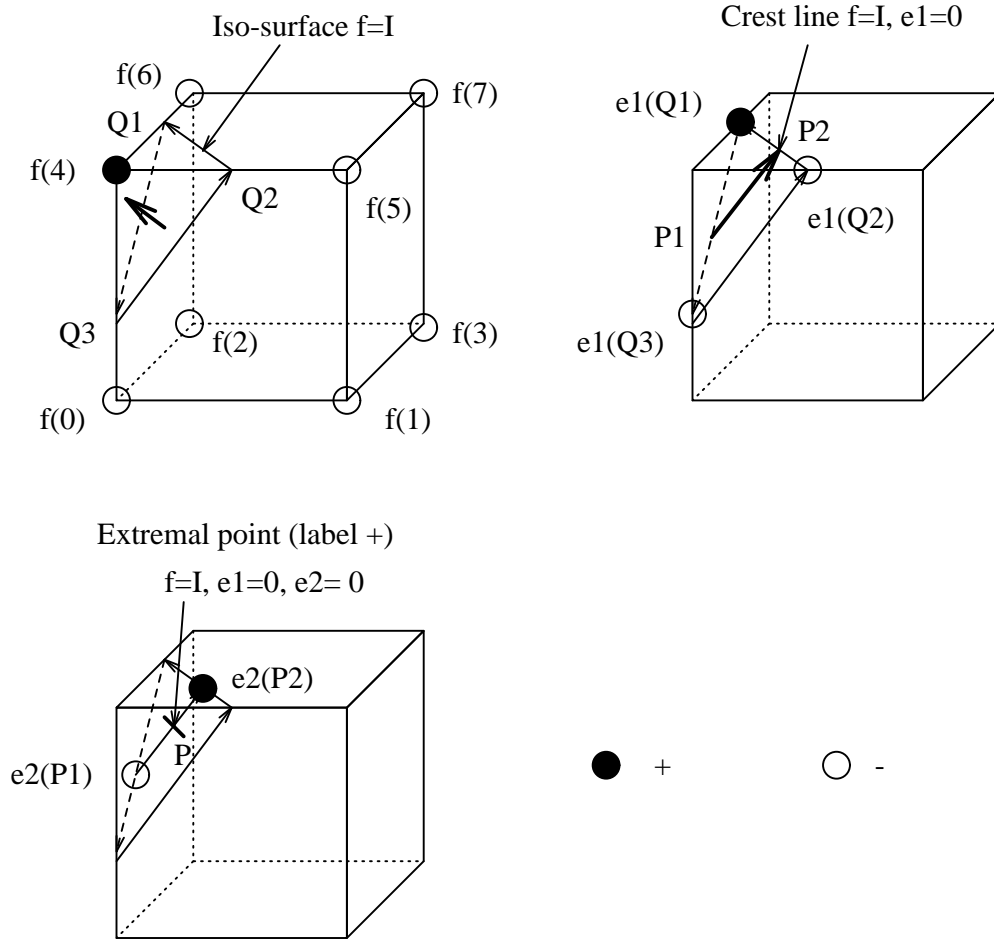 Iso-surface f=I
f(6)
f(7)
Q1
f(4)
Q2
f(5)
Q3
f(2)
f(3)
f(0)
f(1)
Crest line f=I, e1=0
e1(Q1)
P2
P1
e1(Q2)
e1(Q3)
Extremal point (label +)
f=I, e1=0, e2= 0
e2(P2)
P
e2(P1)
+
-